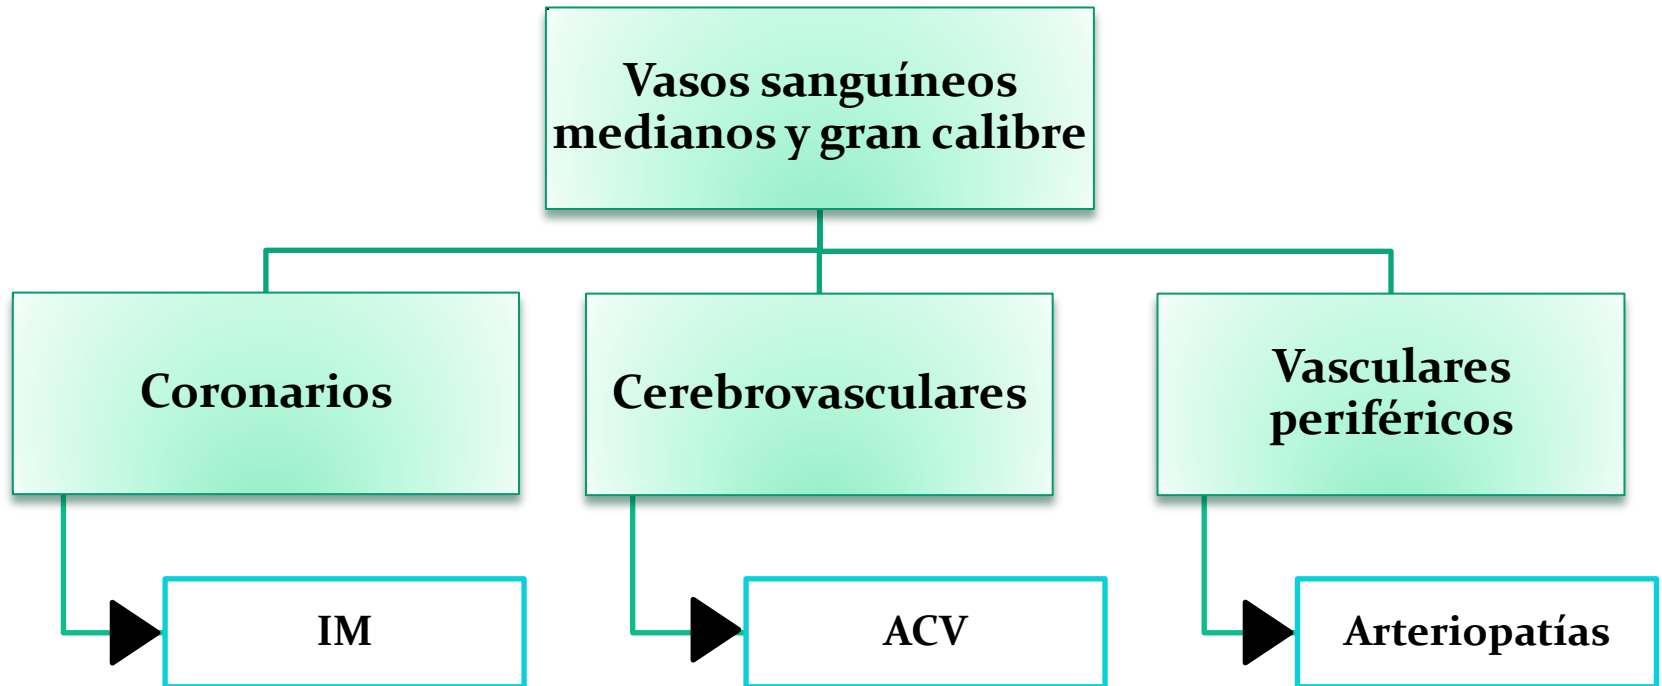 Vasos sanguíneos
medianos y gran calibre
Coronarios
Cerebrovasculares
Vasculares
periféricos
IM
ACV
Arteriopatías